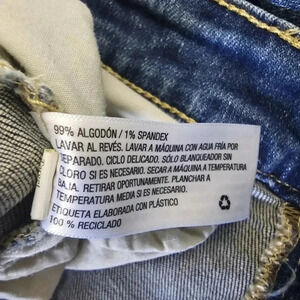 99% ALGODÓN / 1% SPANDEX
LAVAR AL REVÉS. LAVAR A MÁQUINA CON AGUA FRÍA POR
SEPARADO. CICLO DELICADO. SÓLO BLANQUEADOR SIN
CLORO SI ES NECESARIO. SECAR A MÁQUINA A TEMPERATURA
BAJA. RETIRAR OPORTUNAMENTE. PLANCHAR A
TEMPERATURA MEDIA SI ES NECESARIO.
ETIQUETA ELABORADA CON PLÁSTICO
100 % RECICLADO